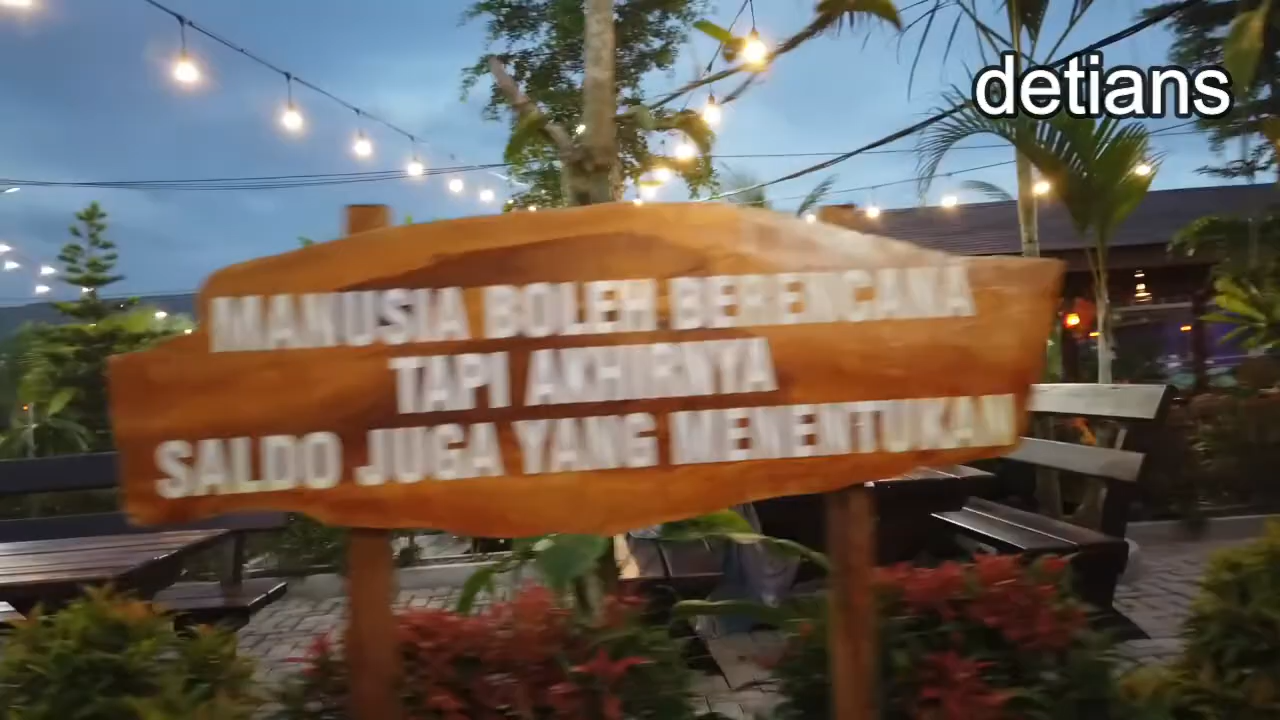 detians
MANUSIA BOLEH BERENCANA
TAPI AKHIRNYA
SALDO JUGA YANG MENENTUKAN